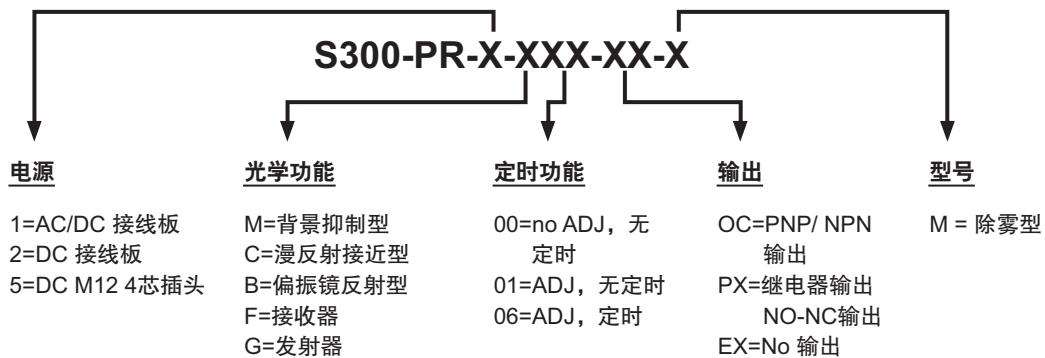 S300-PR-X-XXX-XX-X
电源
1=AC/DC 接线板
2=DC 接线板
5=DC M12 4芯插头
光学功能
M=背景抑制型
C=漫反射接近型
B=偏振镜反射型
F=接收器
G=发射器
定时功能
00=no ADJ，无
定时
01=ADJ，无定时
06=ADJ，定时
输出
OC=PNP/ NPN
输出
PX=继电器输出
NO-NC输出
EX=No 输出
型号
M = 除雾型